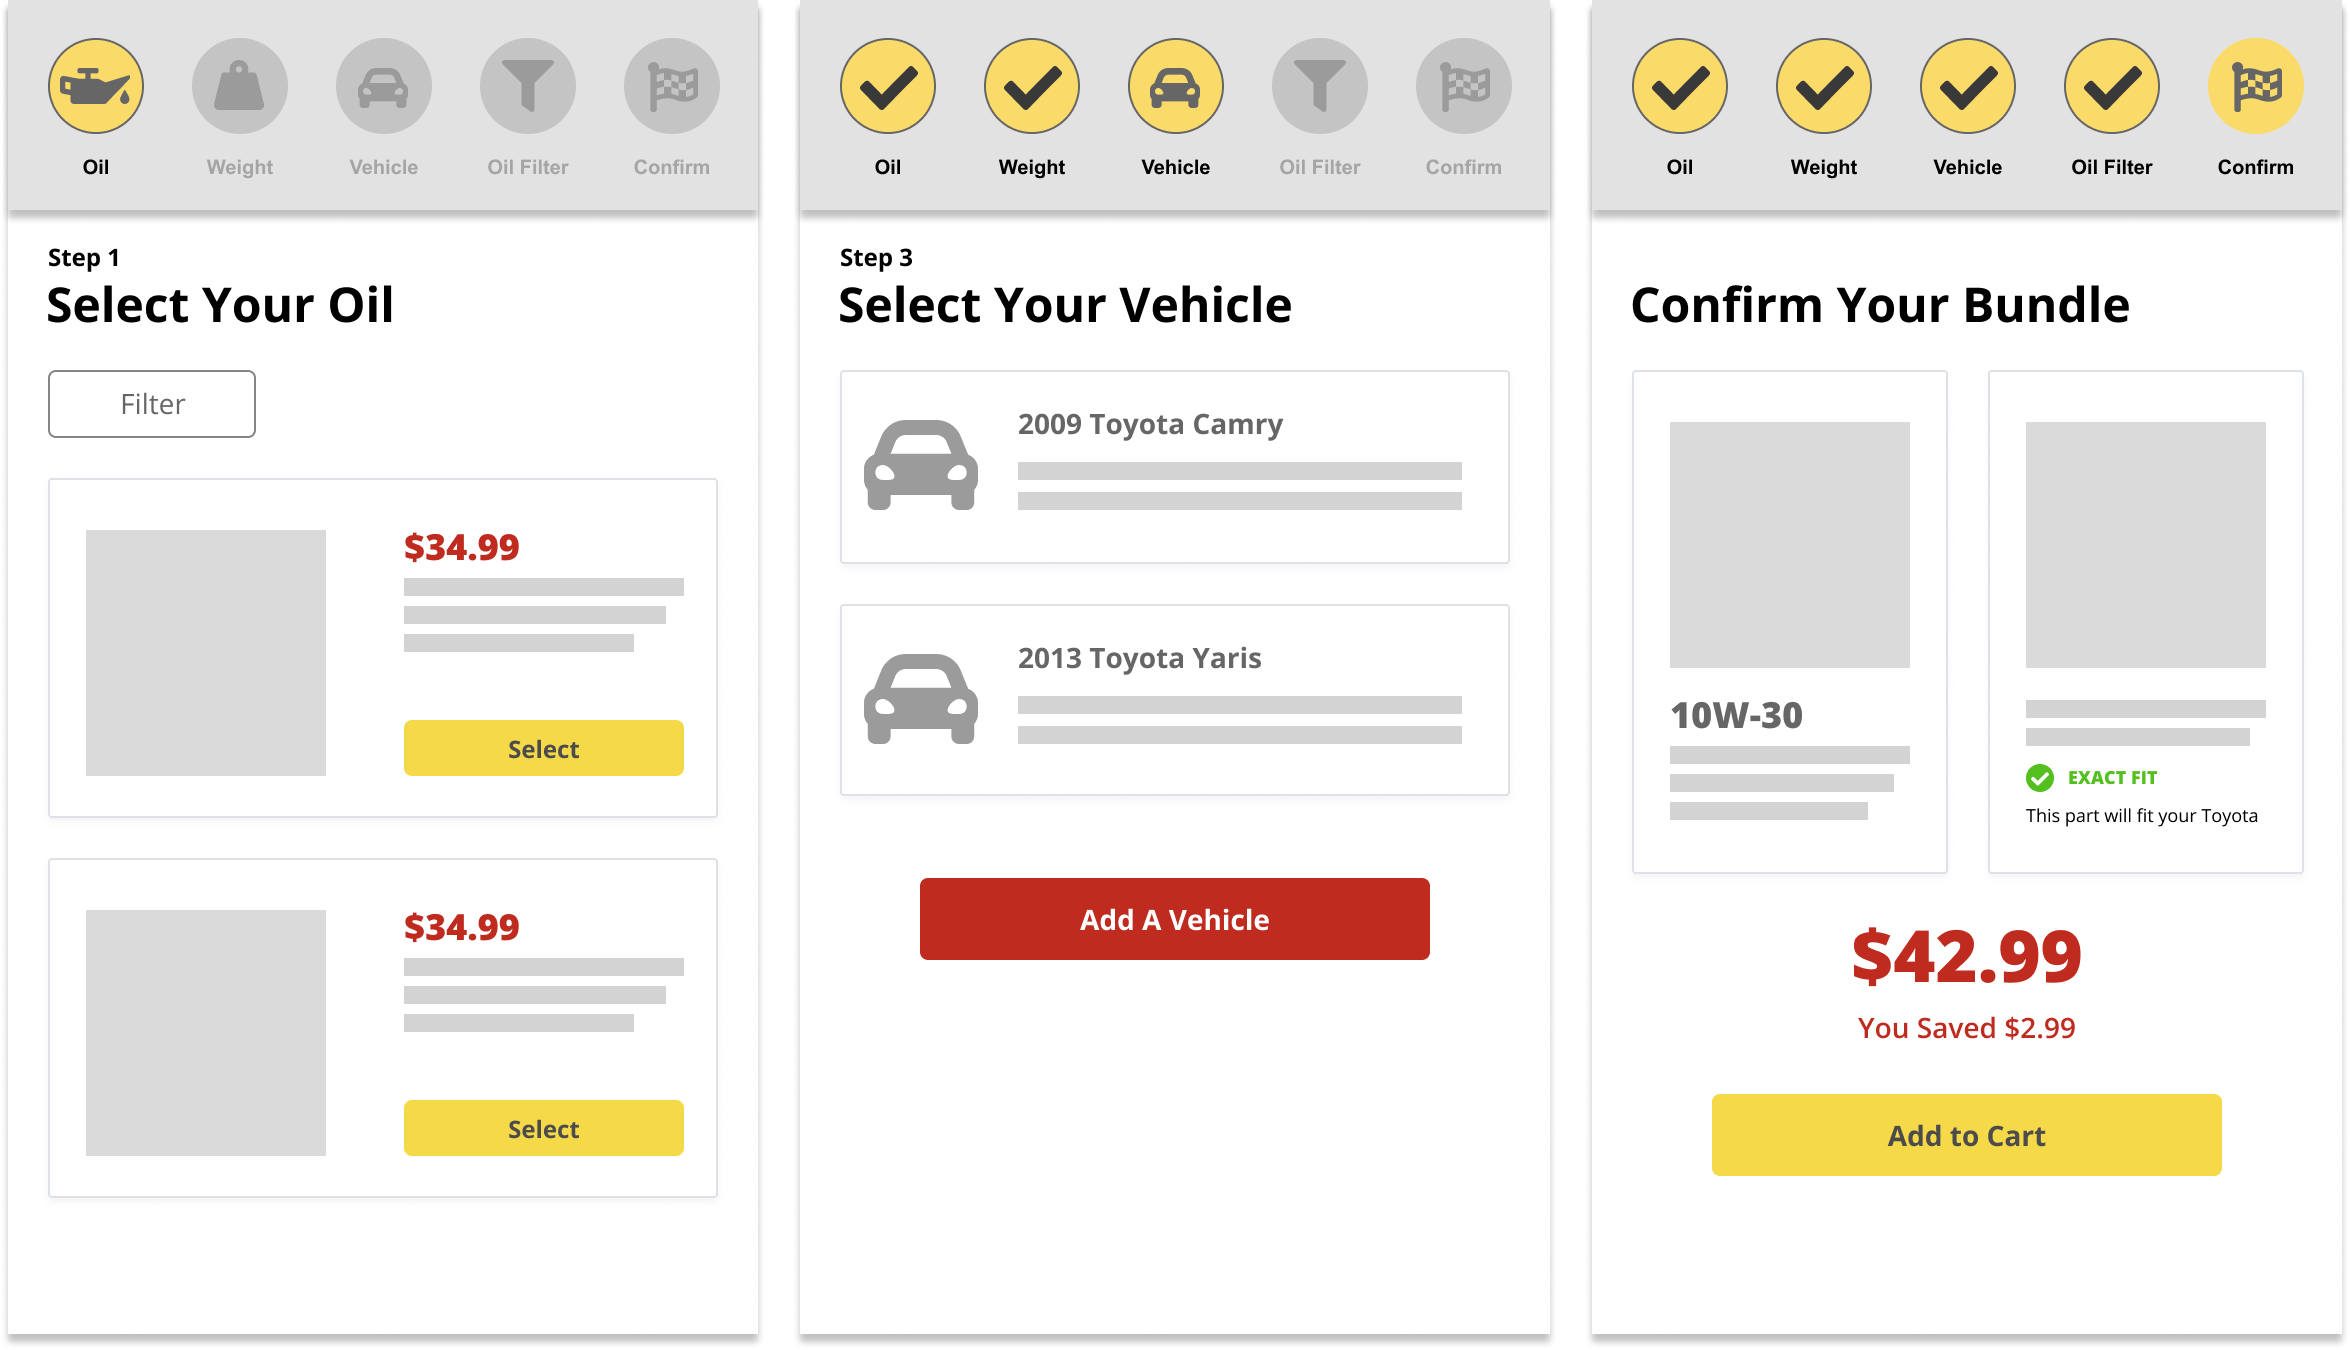 Oil
Weight
Vehicle
Oil Filter
Confirm
Step 1
Select Your Oil
Filter
$34.99
Select
$34.99
Select
Oil
Weight
Vehicle
Oil Filter
Confirm
Step 3
Select Your Vehicle
2009 Toyota Camry
2013 Toyota Yaris
Add A Vehicle
Oil
Weight
Vehicle
Oil Filter
Confirm
Confirm Your Bundle
10W-30
EXACT FIT
This part will fit your Toyota
$42.99
You Saved $2.99
Add to Cart